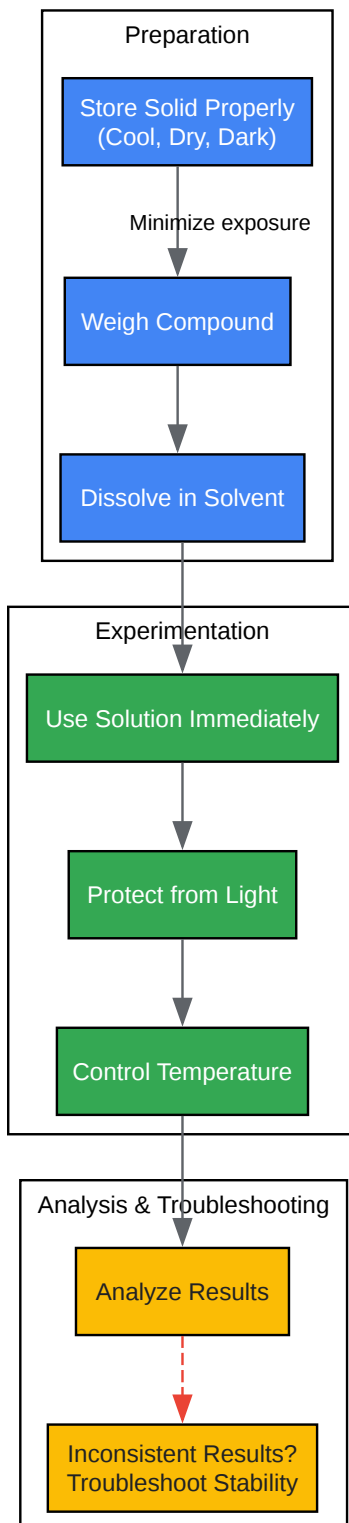 Preparation
Store Solid Properly
(Cool, Dry, Dark)
Minimize exposure
Weigh Compound
Dissolve in Solvent
Experimentation
Use Solution Immediately
Protect from Light
Control Temperature
Analysis & Troubleshooting
Analyze Results
Inconsistent Results?
Troubleshoot Stability